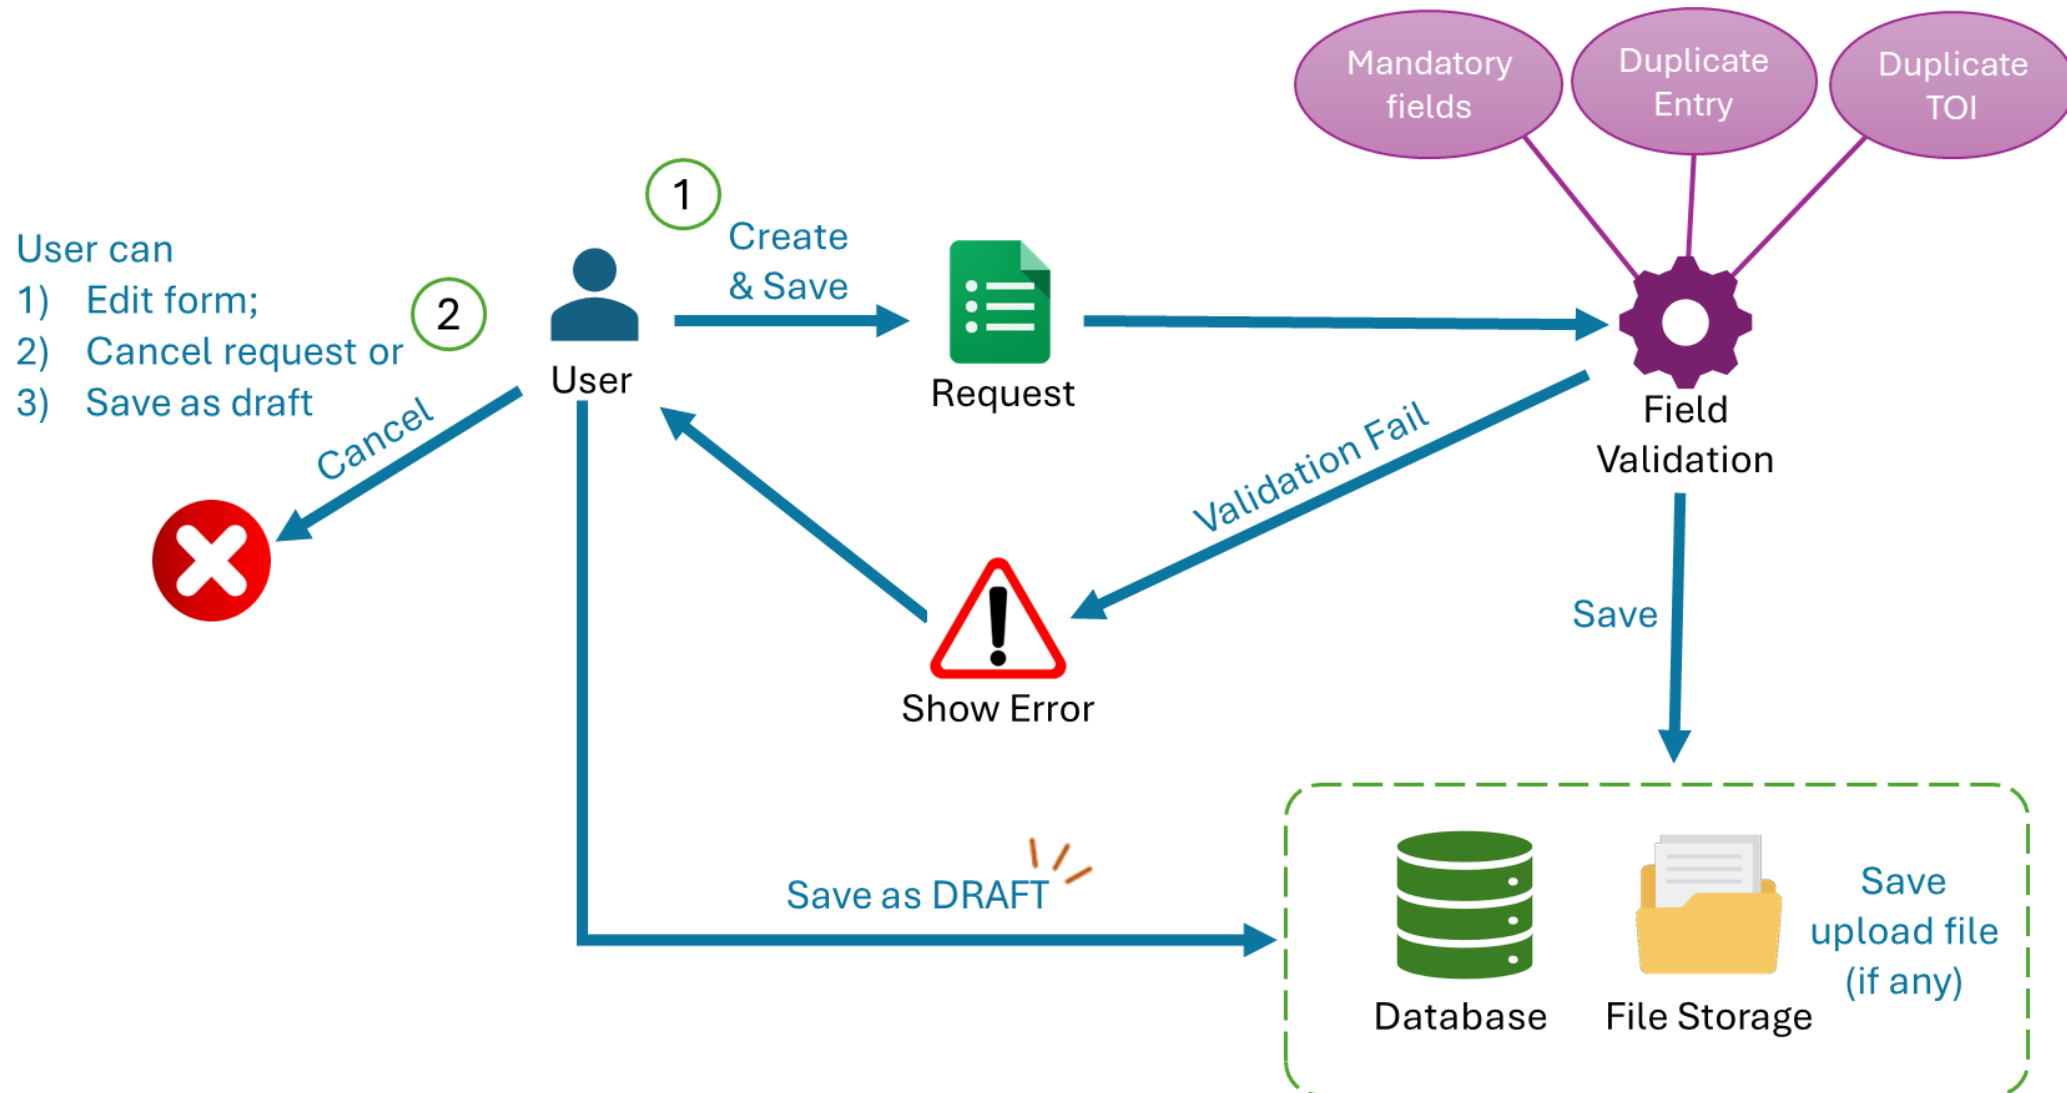 Mandatory
fields
Duplicate
Entry
Duplicate
TOI
1
Create
& Save
User can
1) Edit form;
2) Cancel request or
3) Save as draft
2
User
Request
Field
Validation
Cancel
Validation Fail
Show Error
Save
Save as DRAFT
Database
File Storage
Save
upload file
(if any)